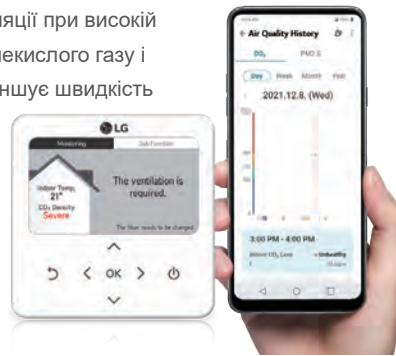 ляції при високій
некислого газу і
ншує швидкість
LG
Monitoring
Sub Function
Indoor Temp.
21°
CO₂ Density
Severe
The ventilation is
required.
The filter needs to be changed
OK
Air Quality History
CO₂
PM2.5
Day
Week
Month
Year
2021.12.8. (Wed)
3:00 PM - 4:00 PM
Unhealthy